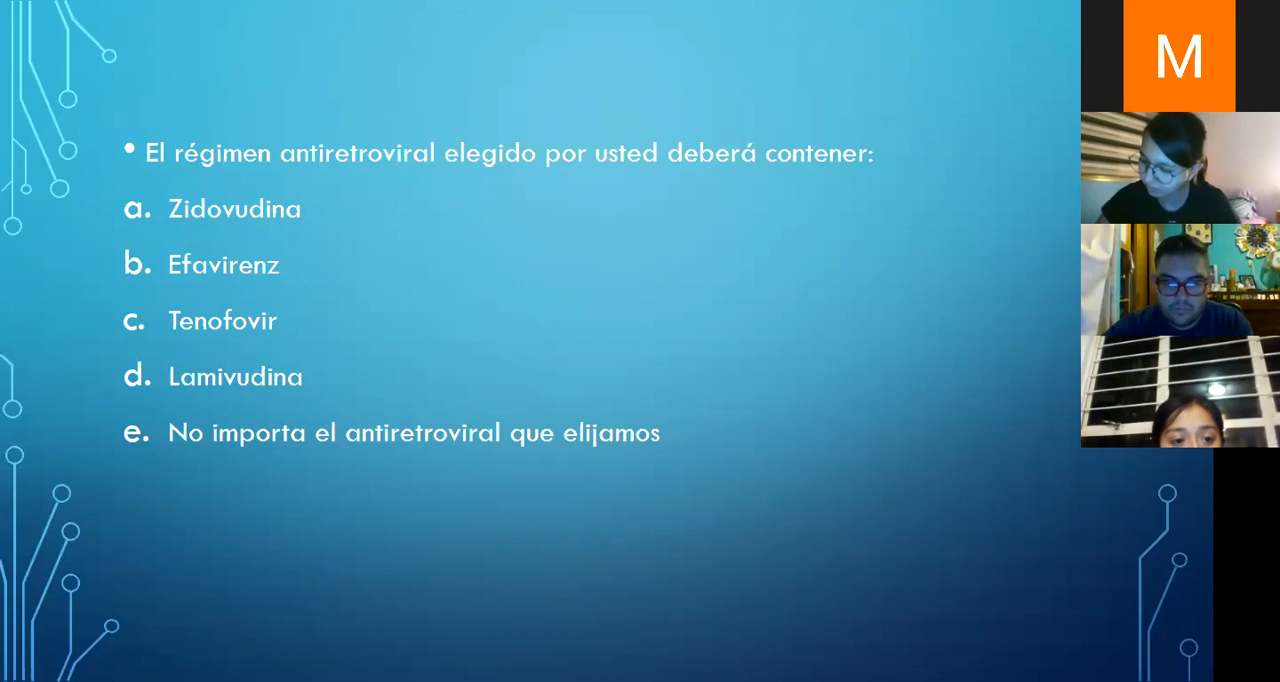 • El régimen antiretroviral elegido por usted deberá contener:
a. Zidovudina
b. Efavirenz
c. Tenofovir
d. Lamivudina
e. No importa el antiretroviral que elijamos
M